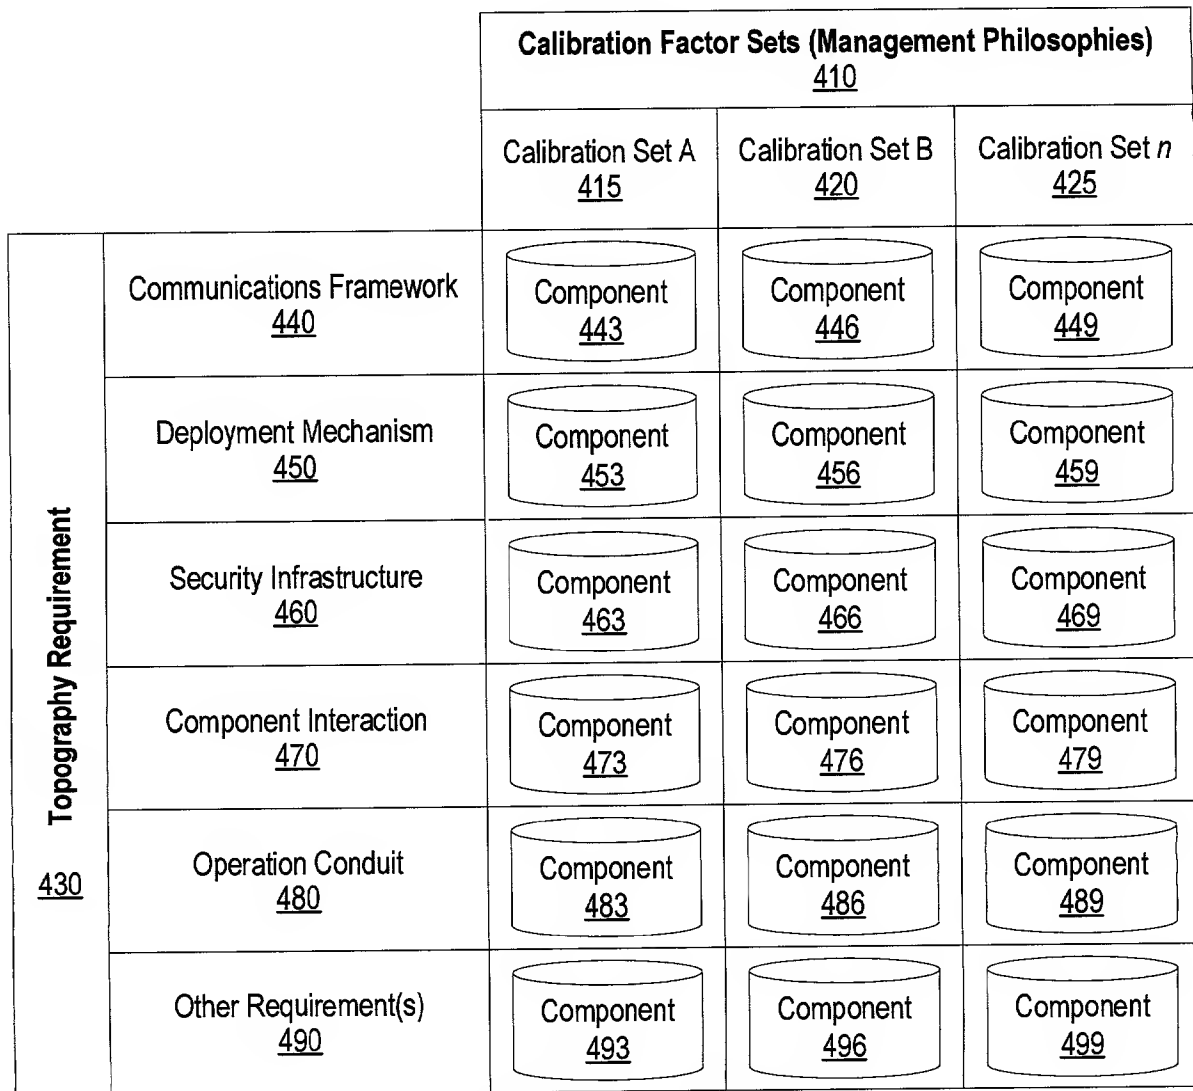 Calibration Factor Sets (Management Philosophies)
410
Calibration Set A
415
Calibration Set B
420
Calibration Set n
425
Topography Requirement
430
Communications Framework
440
Component
443
Component
446
Component
449
Deployment Mechanism
450
Component
453
Component
456
Component
459
Security Infrastructure
460
Component
463
Component
466
Component
469
Component Interaction
470
Component
473
Component
476
Component
479
Operation Conduit
480
Component
483
Component
486
Component
489
Other Requirement(s)
490
Component
493
Component
496
Component
499